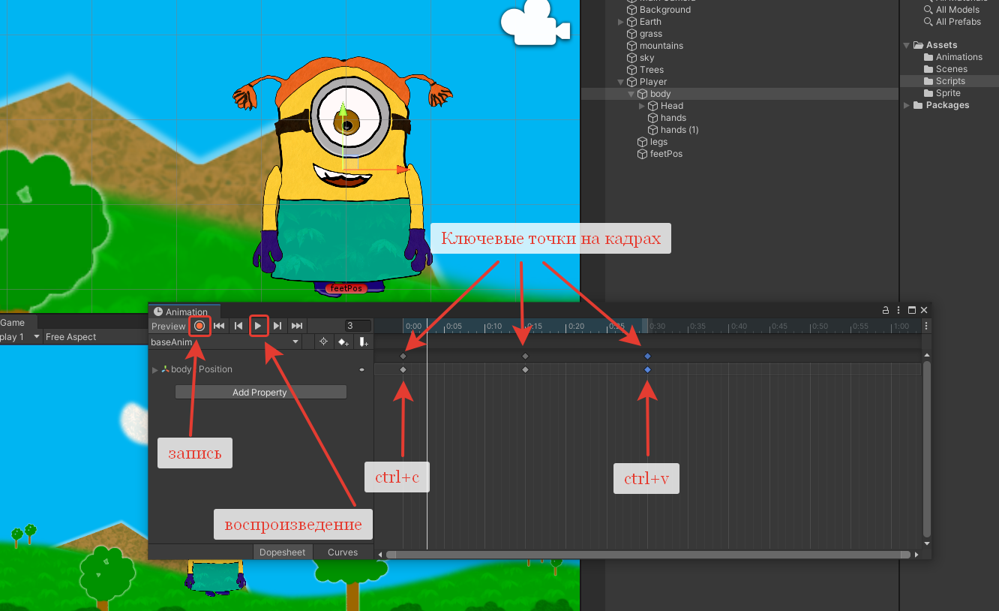 Background
Earth
grass
mountains
sky
Trees
Player
body
Head
hands
hands (1)
legs
feetPos
All Models
All Prefabs
Assets
Animations
Scenes
Scripts
Sprite
Packages
feetPos
Ключевые точки на кадрах
Animation
Preview
3
0:00 0:05 0:10 0:15 0:20 0:25 0:30 0:35 0:40 0:45 0:50 0:55 1:00
baseAnim
body : Position
Add Property
Game
play 1
Free Aspect
запись
ctrl+c
ctrl+v
воспроизведение
Dopesheet
Curves